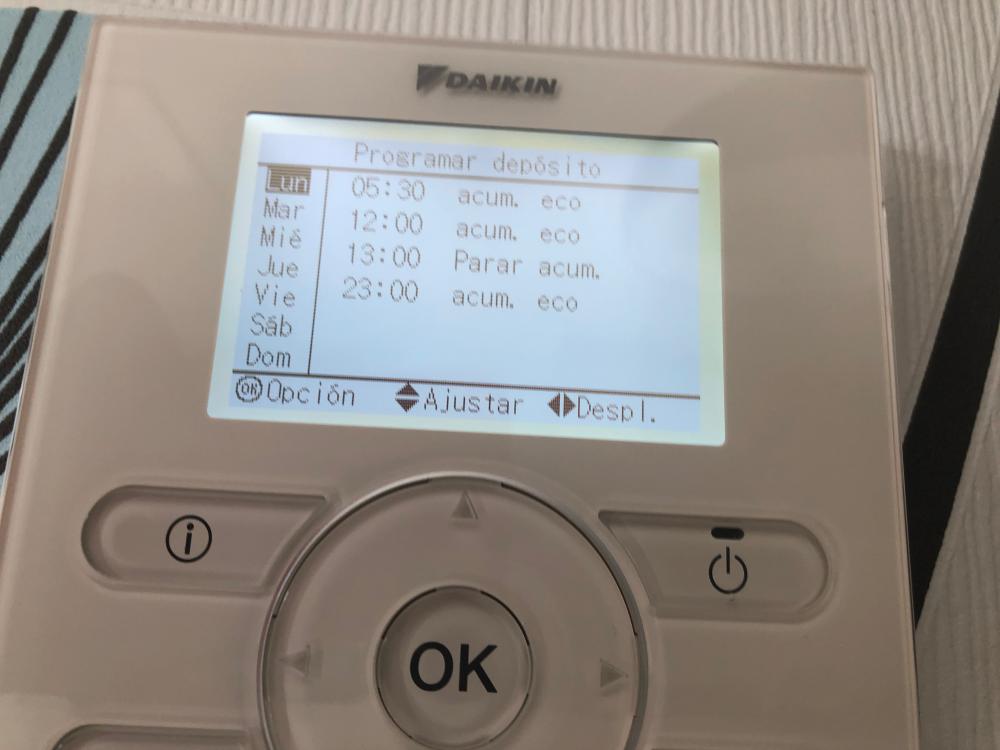 DAIKIN
Programar depósito
Lun 05:30 acum. eco
Mar 12:00 acum. eco
Mié 13:00 Parar acum.
Jue 23:00 acum. eco
Vie
Sáb
Dom
OK Opción Ajustar Despl.
i
OK